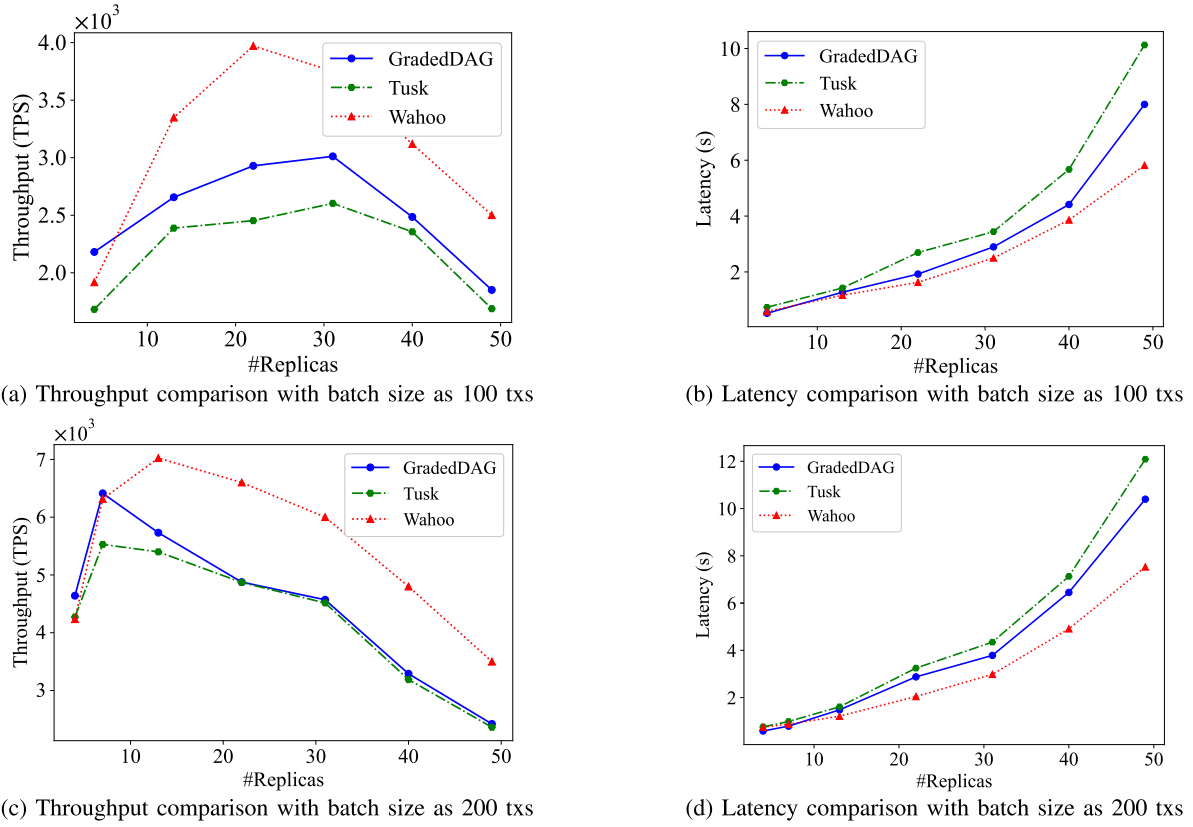 ×10³
4.0
3.5
3.0
2.5
2.0
Throughput (TPS)
GradedDAG
Tusk
Wahoo
10 20 30 40 50
#Replicas
(a) Throughput comparison with batch size as 100 txs
10
8
6
4
2
Latency (s)
GradedDAG
Tusk
Wahoo
10 20 30 40 50
#Replicas
(b) Latency comparison with batch size as 100 txs
×10³
7
6
5
4
3
Throughput (TPS)
GradedDAG
Tusk
Wahoo
10 20 30 40 50
#Replicas
(c) Throughput comparison with batch size as 200 txs
12
10
8
6
4
2
Latency (s)
GradedDAG
Tusk
Wahoo
10 20 30 40 50
#Replicas
(d) Latency comparison with batch size as 200 txs